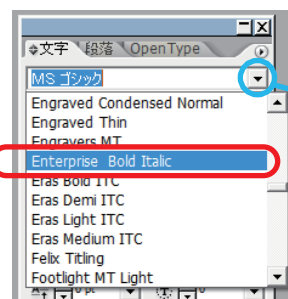 文字 段落 OpenType
MS ゴシック
Engraved Condensed Normal
Engraved Thin
Engravers MT
Enterprise Bold Italic
Eras Bold ITC
Eras Demi ITC
Eras Light ITC
Eras Medium ITC
Felix Titling
Footlight MT Light